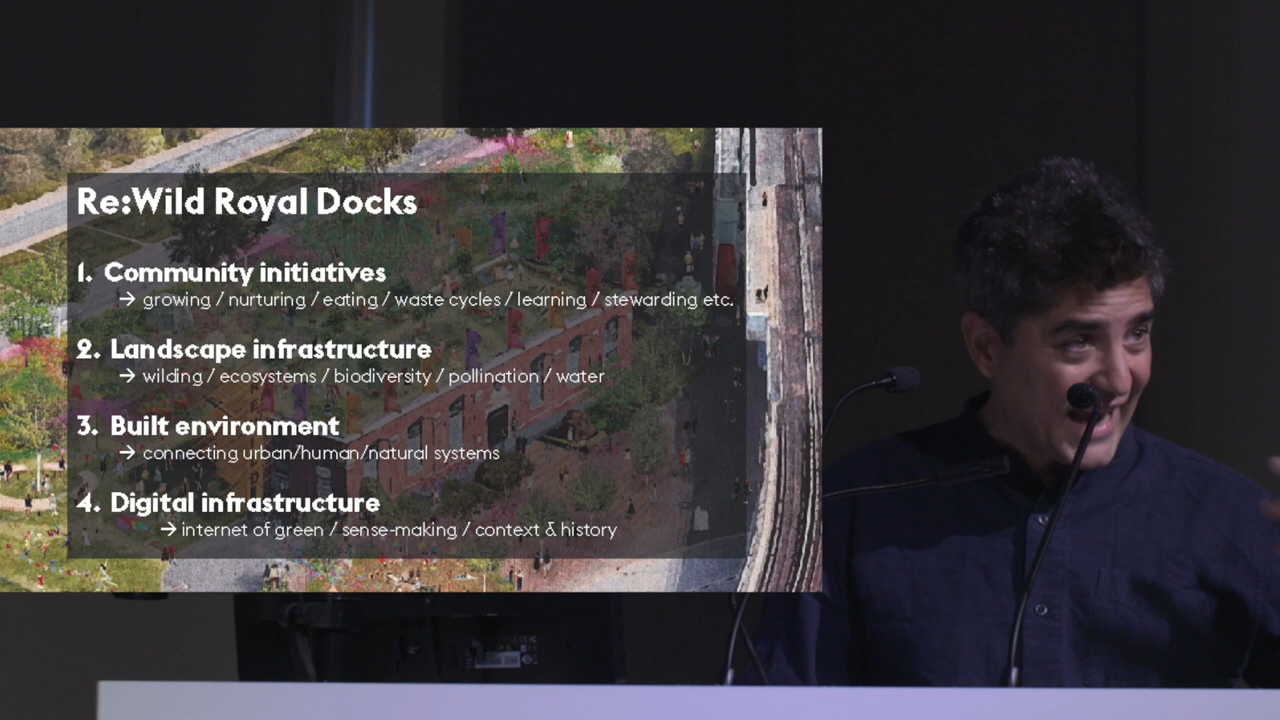 Re:Wild Royal Docks
1. Community initiatives
→ growing / nurturing / eating / waste cycles / learning / stewarding etc.
2. Landscape infrastructure
→ wilding / ecosystems / biodiversity / pollination / water
3. Built environment
→ connecting urban/human/natural systems
4. Digital infrastructure
→ internet of green / sense-making / context & history